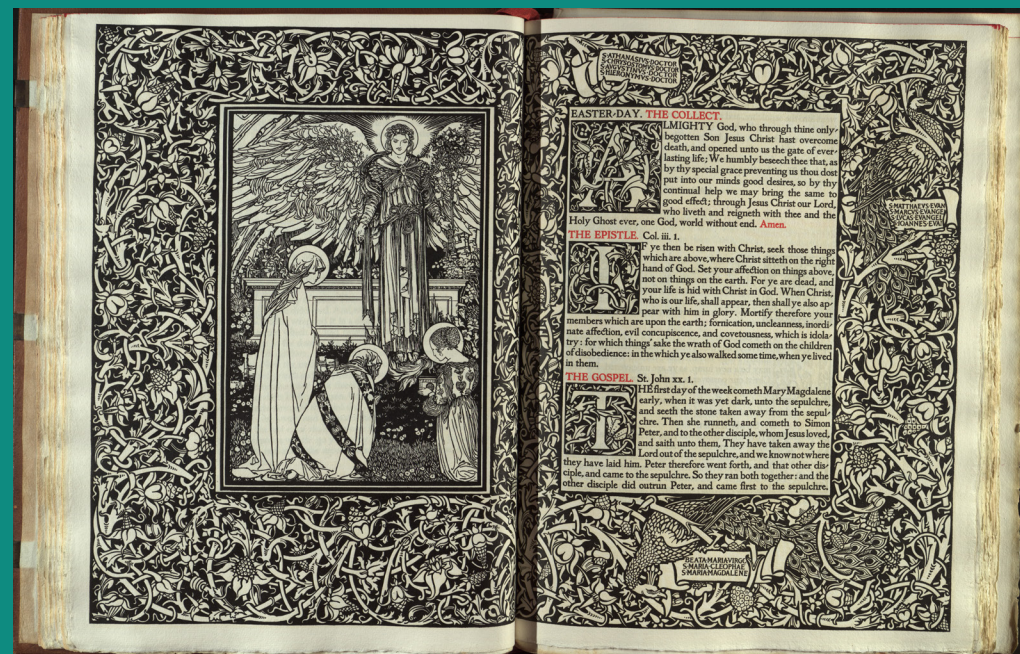 S·ATHANASIVS·DOCTOR
S·CHRYSOSTOMVS·DOCTOR
S·AVGVSTINVS·DOCTOR
S·HIERONYMVS·DOCTOR
EASTER-DAY. THE COLLECT.
ALMIGHTY God, who through thine only-
begotten Son Jesus Christ hast overcome
death, and opened unto us the gate of ever-
lasting life; We humbly beseech thee that, as
by thy special grace preventing us thou dost
put into our minds good desires, so by thy
continual help we may bring the same to
good effect; through Jesus Christ our Lord,
who liveth and reigneth with thee and the
Holy Ghost ever, one God, world without end. Amen.
THE EPISTLE. Col. iii. 1.
IF ye then be risen with Christ, seek those things
which are above, where Christ sitteth on the right
hand of God. Set your affection on things above,
not on things on the earth. For ye are dead, and
your life is hid with Christ in God. When Christ,
who is our life, shall appear, then shall ye also ap-
pear with him in glory. Mortify therefore your
members which are upon the earth; fornication, uncleanness, inordi-
nate affection, evil concupiscence, and covetousness, which is idola-
try: for which things' sake the wrath of God cometh on the children
of disobedience: in the which ye also walked some time, when ye lived
in them.
THE GOSPEL. St. John xx. 1.
THE first day of the week cometh Mary Magdalene
early, when it was yet dark, unto the sepulchre,
and seeth the stone taken away from the sepul-
chre. Then she runneth, and cometh to Simon
Peter, and to the other disciple, whom Jesus loved,
and saith unto them, They have taken away the
Lord out of the sepulchre, and we know not where
they have laid him. Peter therefore went forth, and that other dis-
ciple, and came to the sepulchre. So they ran both together: and the
other disciple did outrun Peter, and came first to the sepulchre.
S·MATTHAEVS·EVAN
S·MARCVS·EVANGE
S·LVCAS·EVANGEL
S·IOANNES·EVA
BEATA·MARIA·VIRGO
S·MARIA·CLEOPHAE
S·MARIA·MAGDALENE